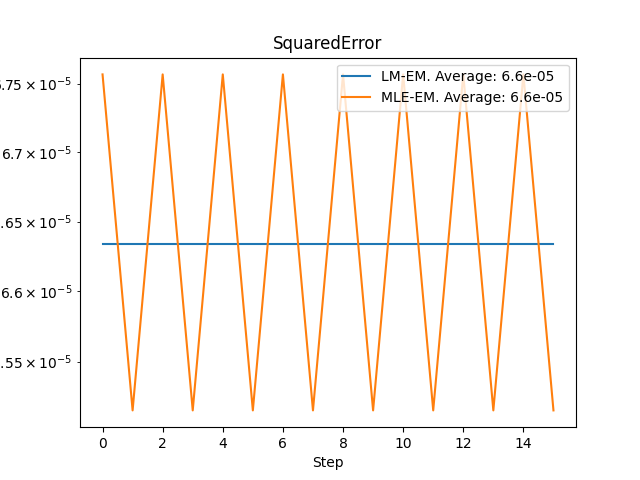 SquaredError
LM-EM. Average: 6.6e-05
MLE-EM. Average: 6.6e-05
.75 × 10⁻⁵
6.7 × 10⁻⁵
.65 × 10⁻⁵
6.6 × 10⁻⁵
.55 × 10⁻⁵
0 2 4 6 8 10 12 14
Step